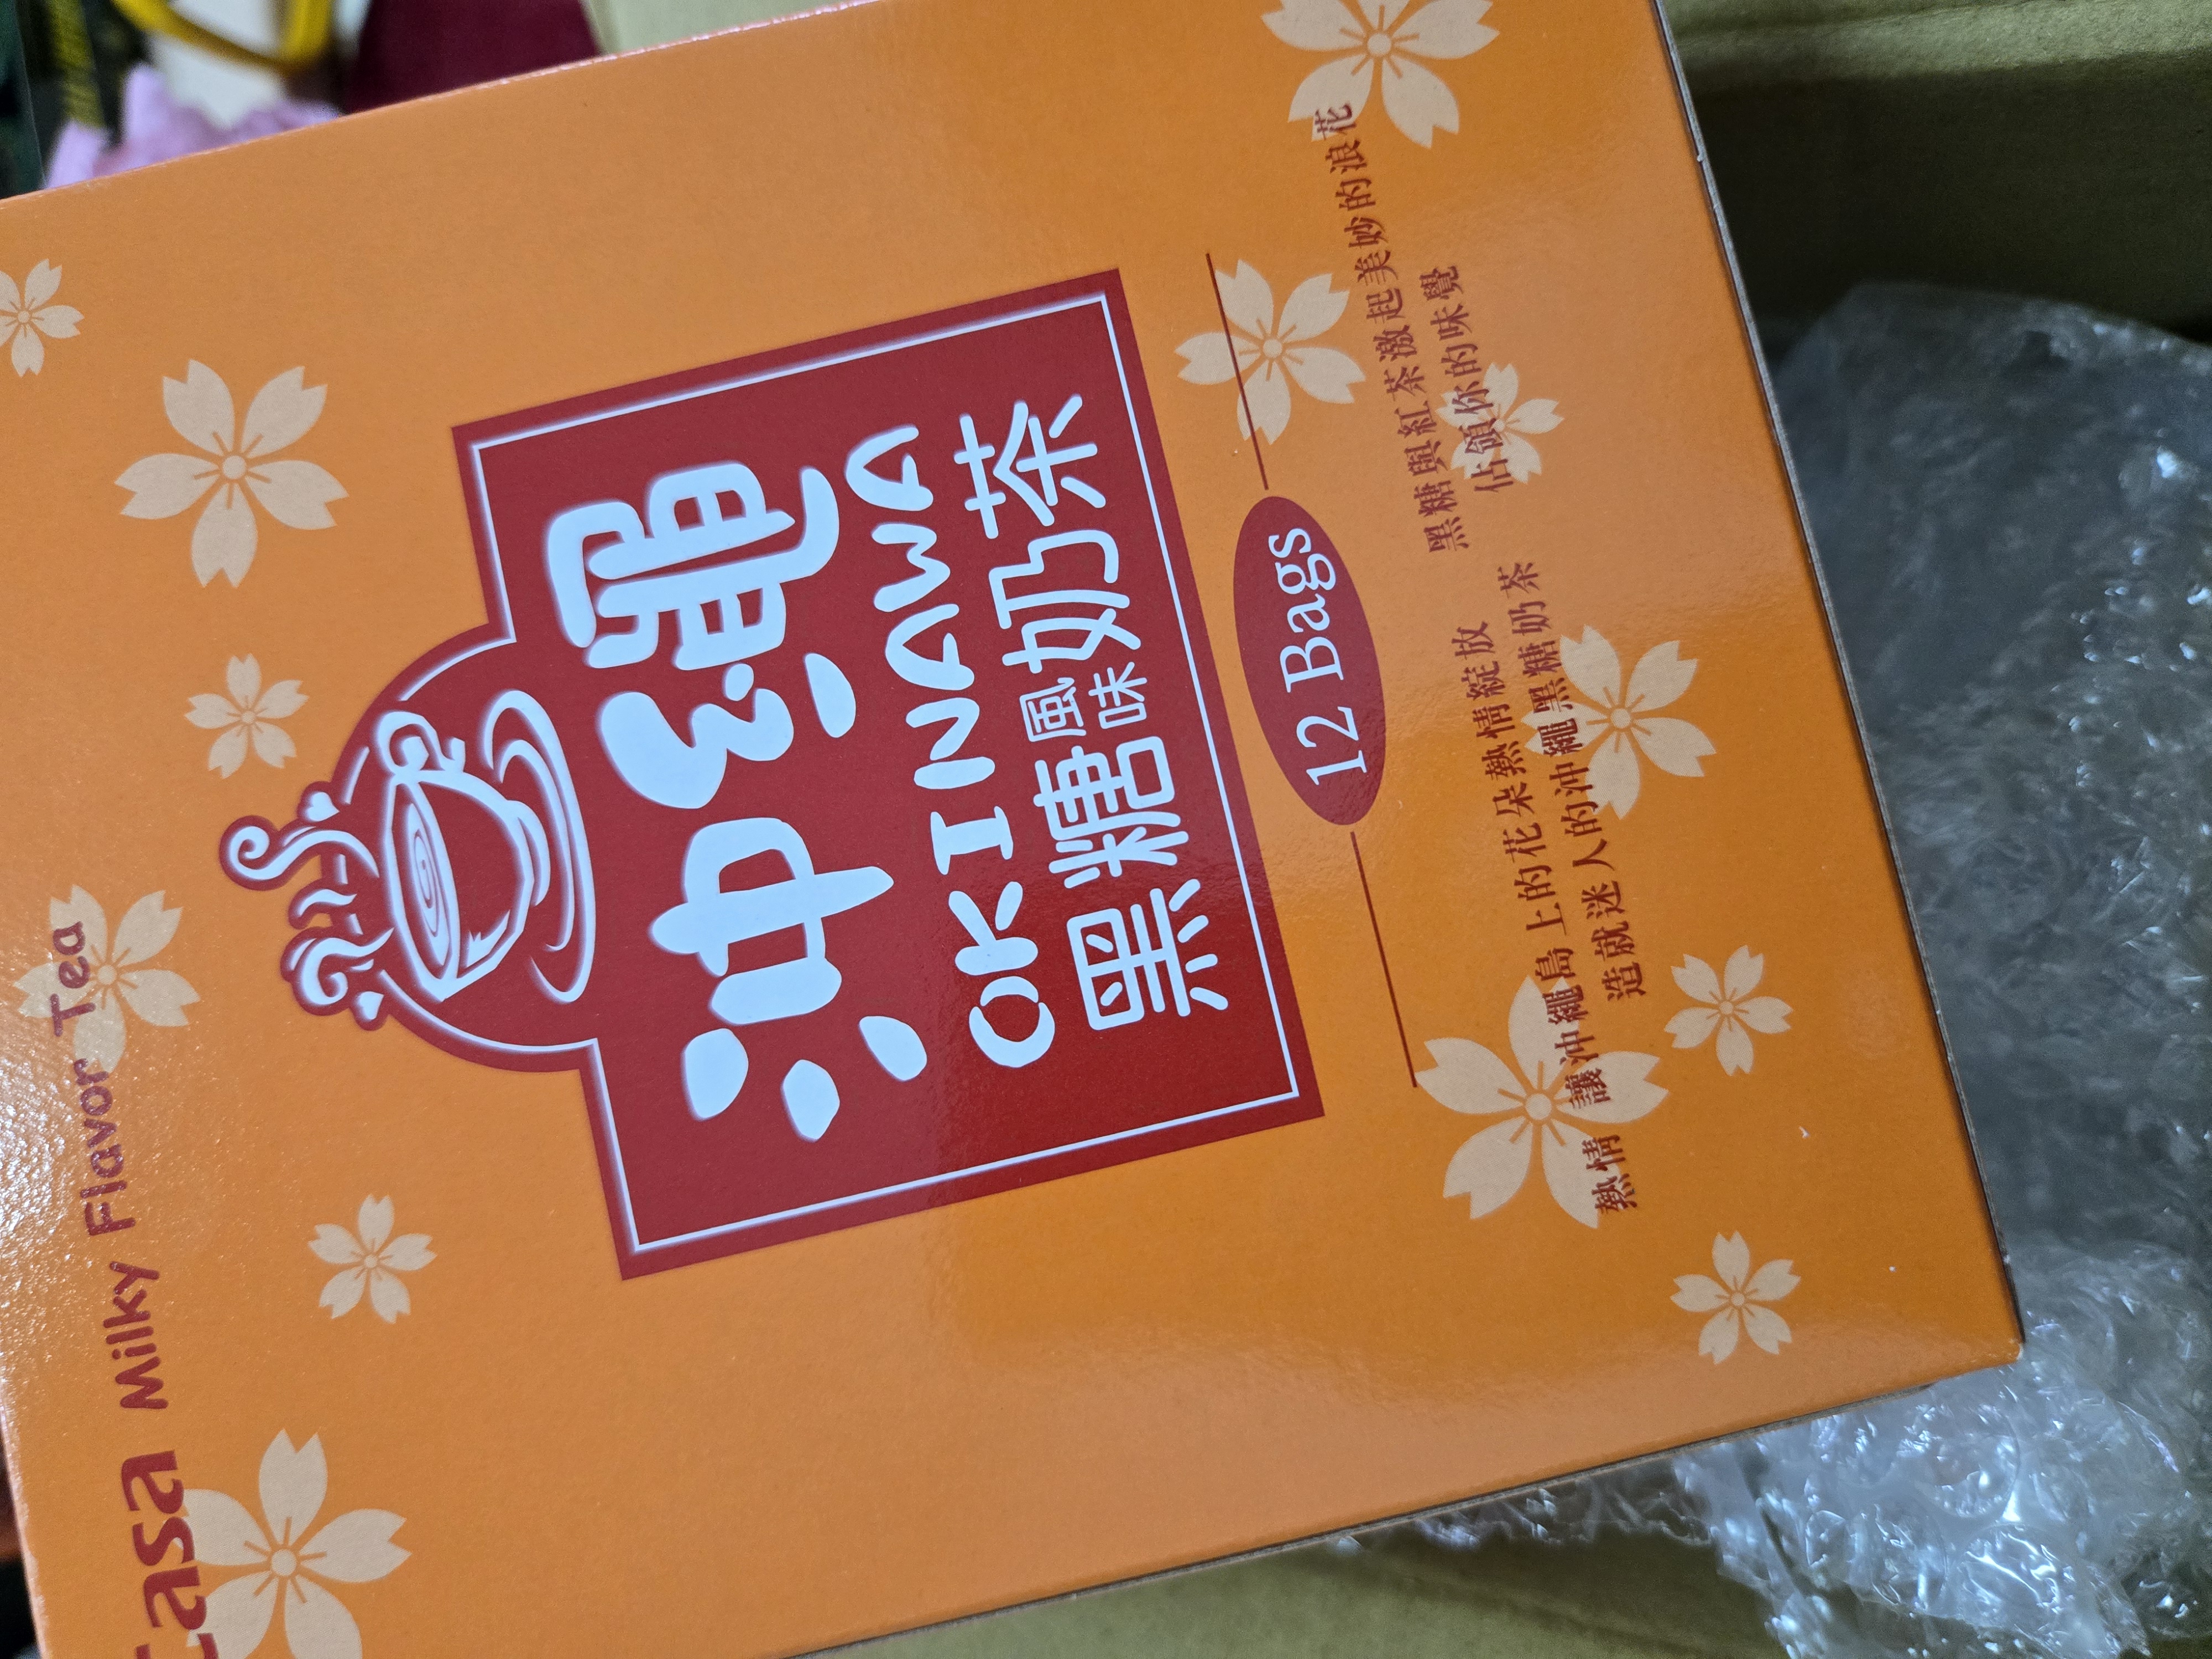 Casa Milky Flavor Tea
沖繩
OKINAWA
黑糖風味奶茶
12 Bags
熱情 讓沖繩島上的花朵熱情綻放
造就迷人的沖繩黑糖奶茶
黑糖與紅茶激起美妙的浪花
佔領你的味覺